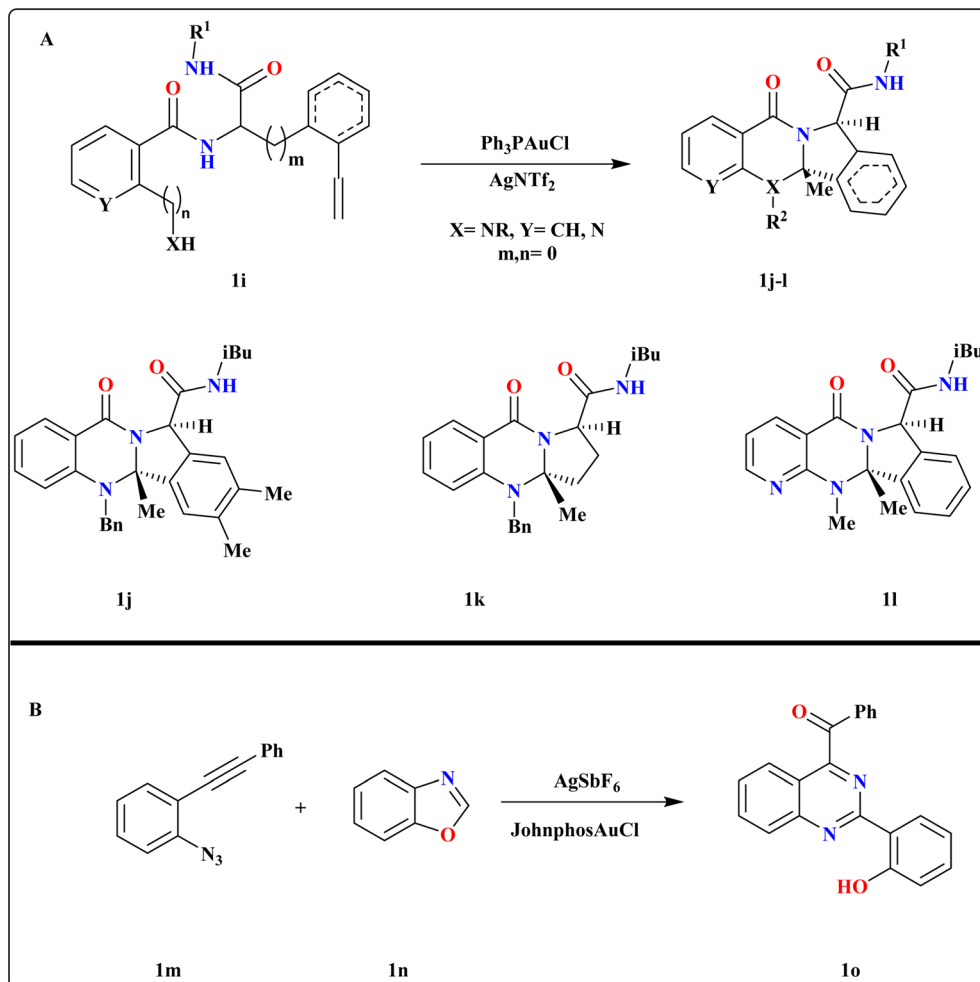 A
R1
NH
O
O
N
H
m
Y
n
XH
1i
Ph3PAuCl
AgNTf2
X= NR, Y= CH, N
m,n= 0
R1
O
NH
O
H
N
Y
X
Me
R2
1j-l
iBu
O
NH
O
N
H
N
Me
Bn
Me
Me
1j
iBu
O
NH
O
N
H
N
Me
Bn
1k
iBu
O
NH
O
N
H
N
N
Me
Me
1l
B
Ph
N3
1m
+
N
O
1n
AgSbF6
JohnphosAuCl
O
Ph
N
N
HO
1o